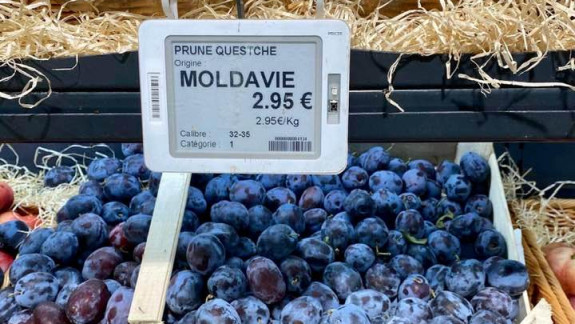 PRUNE QUESTCHE
Origine :
MOLDAVIE
2.95 €
2.95€/Kg
Calibre : 32-35
Catégorie : 1